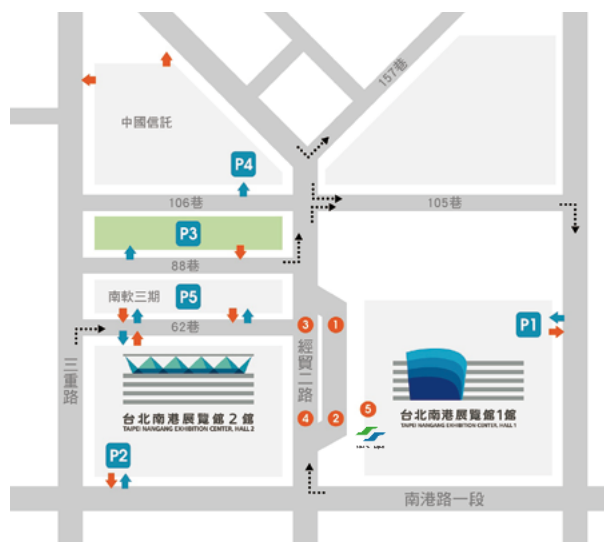 157巷
中國信託
P4
106巷
105巷
P3
88巷
南軟三期
P5
P1
62巷
3
1
三重路
經貿二路
台北南港展覽館2館
TAIPEI NANGANG EXHIBITION CENTER, HALL 2
台北南港展覽館1館
TAIPEI NANGANG EXHIBITION CENTER, HALL 1
5
4
2
P2
南港路一段